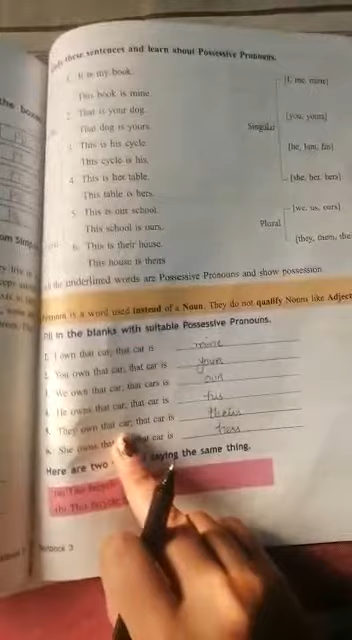 these sentences and learn about Possessive Pronouns.
1. It is my book.
This book is mine.
[I, me, mine]
2. That is your dog.
That dog is yours.
[you, yours]
Singular
3. This is his cycle.
This cycle is his.
[he, him, his]
4. This is her table.
This table is hers.
[she, her, hers]
5. This is our school.
This school is ours.
[we, us, ours]
Plural
6. This is their house.
This house is theirs
[they, them, the
the underlined words are Possessive Pronouns and show possession.
is a word used instead of a Noun. They do not qualify Nouns like Adject
Fill in the blanks with suitable Possessive Pronouns.
1. I own that car; that car is mine
2. You own that car; that car is your
3. We own that car; that cars is our
4. He owns that car; that car is his
5. They own that car; that car is theirs
6. She owns that car is hers
Here are two saying the same thing.
(a) The bicycle
(b) This bicycle
book 3